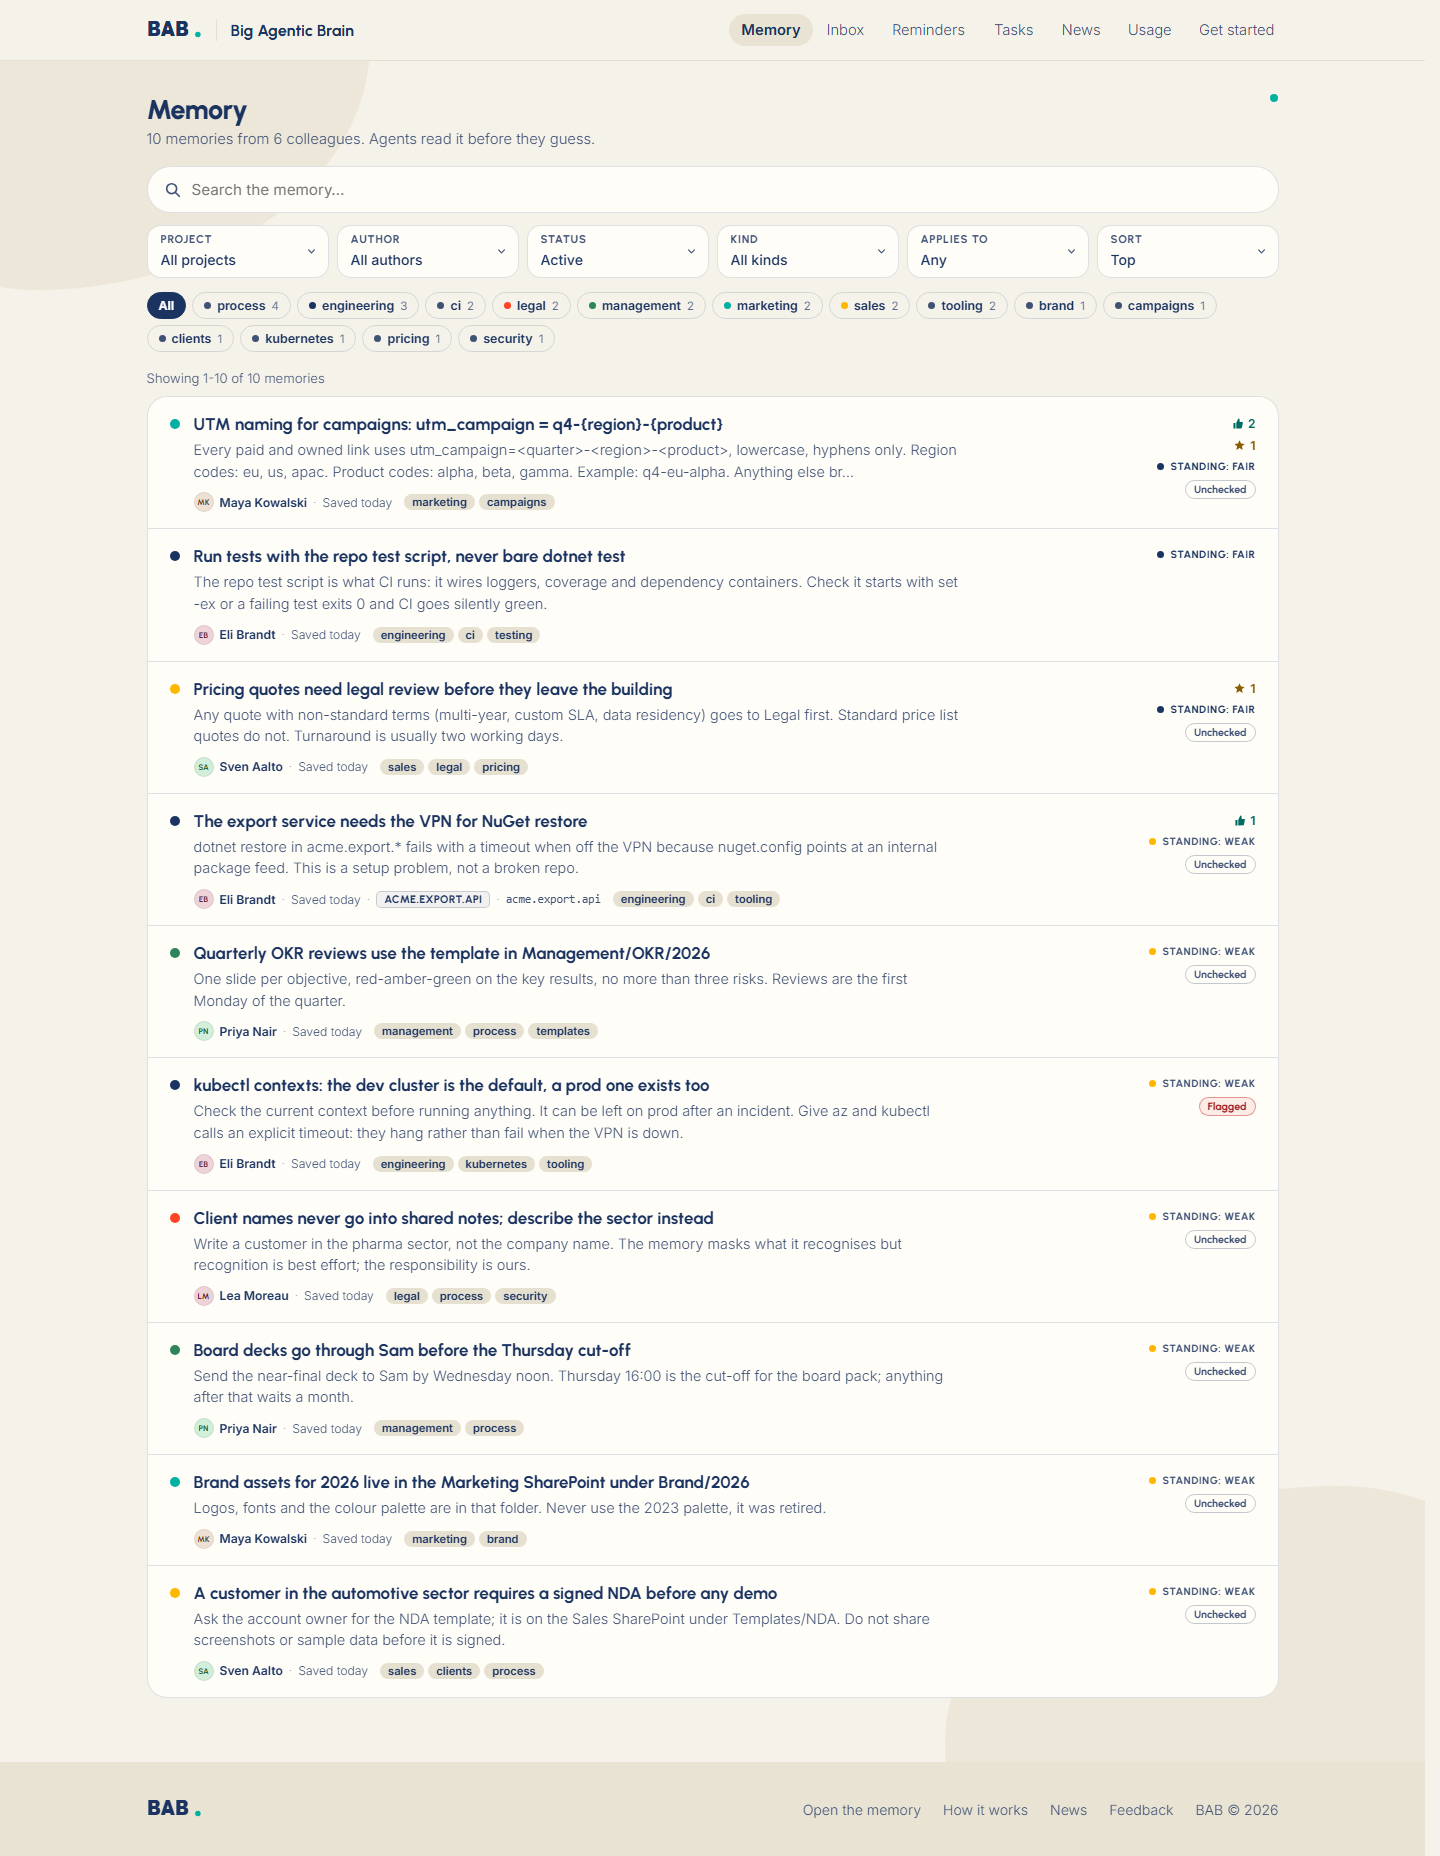 BAB. Big Agentic Brain Memory Inbox Reminders Tasks News Usage Get started
Memory
10 memories from 6 colleagues. Agents read it before they guess.
Search the memory...
PROJECT AUTHOR STATUS KIND APPLIES TO SORT
All projects All authors Active All kinds Any Top
All process 4 engineering 3 ci 2 legal 2 management 2 marketing 2 sales 2 tooling 2 brand 1 campaigns 1
clients 1 kubernetes 1 pricing 1 security 1
Showing 1-10 of 10 memories
UTM naming for campaigns: utm_campaign = q4-{region}-{product} 2
Every paid and owned link uses utm_campaign=<quarter>-<region>-<product>, lowercase, hyphens only. Region 1
codes: eu, us, apac. Product codes: alpha, beta, gamma. Example: q4-eu-alpha. Anything else br... STANDING: FAIR
Unchecked
MK Maya Kowalski · Saved today marketing campaigns
Run tests with the repo test script, never bare dotnet test STANDING: FAIR
The repo test script is what CI runs: it wires loggers, coverage and dependency containers. Check it starts with set
-ex or a failing test exits 0 and CI goes silently green.
EB Eli Brandt · Saved today engineering ci testing
Pricing quotes need legal review before they leave the building 1
Any quote with non-standard terms (multi-year, custom SLA, data residency) goes to Legal first. Standard price list STANDING: FAIR
quotes do not. Turnaround is usually two working days. Unchecked
SA Sven Aalto · Saved today sales legal pricing
The export service needs the VPN for NuGet restore 1
dotnet restore in acme.export.* fails with a timeout when off the VPN because nuget.config points at an internal STANDING: WEAK
package feed. This is a setup problem, not a broken repo. Unchecked
EB Eli Brandt · Saved today · ACME.EXPORT.API · acme.export.api engineering ci tooling
Quarterly OKR reviews use the template in Management/OKR/2026 STANDING: WEAK
One slide per objective, red-amber-green on the key results, no more than three risks. Reviews are the first Unchecked
Monday of the quarter.
PN Priya Nair · Saved today management process templates
kubectl contexts: the dev cluster is the default, a prod one exists too STANDING: WEAK
Check the current context before running anything. It can be left on prod after an incident. Give az and kubectl Flagged
calls an explicit timeout: they hang rather than fail when the VPN is down.
EB Eli Brandt · Saved today engineering kubernetes tooling
Client names never go into shared notes; describe the sector instead STANDING: WEAK
Write a customer in the pharma sector, not the company name. The memory masks what it recognises but Unchecked
recognition is best effort; the responsibility is ours.
LM Lea Moreau · Saved today legal process security
Board decks go through Sam before the Thursday cut-off STANDING: WEAK
Send the near-final deck to Sam by Wednesday noon. Thursday 16:00 is the cut-off for the board pack; anything Unchecked
after that waits a month.
PN Priya Nair · Saved today management process
Brand assets for 2026 live in the Marketing SharePoint under Brand/2026 STANDING: WEAK
Logos, fonts and the colour palette are in that folder. Never use the 2023 palette, it was retired. Unchecked
MK Maya Kowalski · Saved today marketing brand
A customer in the automotive sector requires a signed NDA before any demo STANDING: WEAK
Ask the account owner for the NDA template; it is on the Sales SharePoint under Templates/NDA. Do not share Unchecked
screenshots or sample data before it is signed.
SA Sven Aalto · Saved today sales clients process
BAB. Open the memory How it works News Feedback BAB © 2026